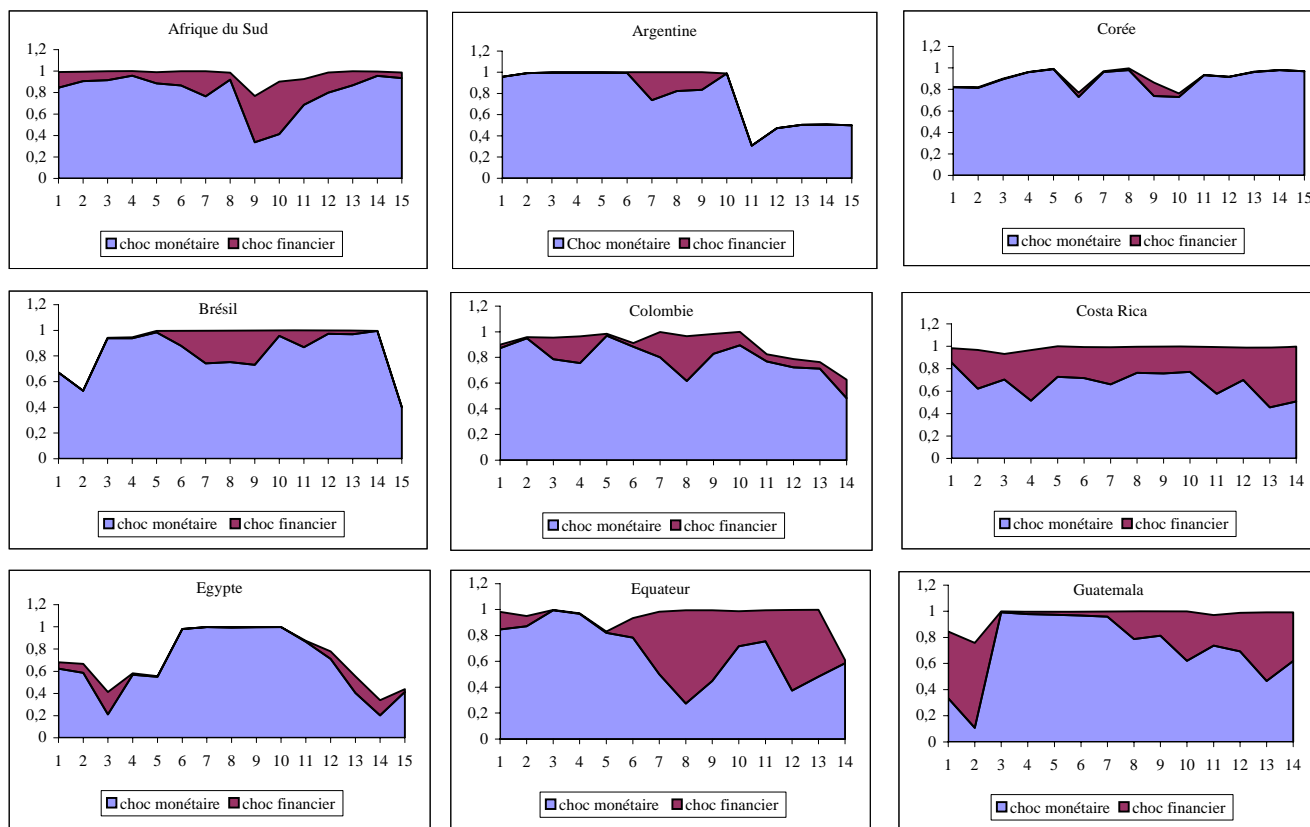 Afrique du Sud
1,2
1
0,8
0,6
0,4
0,2
0
1 2 3 4 5 6 7 8 9 10 11 12 13 14 15
choc monétaire choc financier
Argentine
1,2
1
0,8
0,6
0,4
0,2
0
1 2 3 4 5 6 7 8 9 10 11 12 13 14 15
Choc monétaire choc financier
Corée
1,2
1
0,8
0,6
0,4
0,2
0
1 2 3 4 5 6 7 8 9 10 11 12 13 14 15
choc monétaire choc financier
Brésil
1,2
1
0,8
0,6
0,4
0,2
0
1 2 3 4 5 6 7 8 9 10 11 12 13 14 15
choc monétaire choc financier
Colombie
1,2
1
0,8
0,6
0,4
0,2
0
1 2 3 4 5 6 7 8 9 10 11 12 13 14
choc monétaire choc financier
Costa Rica
1,2
1
0,8
0,6
0,4
0,2
0
1 2 3 4 5 6 7 8 9 10 11 12 13 14
choc monétaire choc financier
Egypte
1,2
1
0,8
0,6
0,4
0,2
0
1 2 3 4 5 6 7 8 9 10 11 12 13 14 15
choc monétaire choc financier
Equateur
1,2
1
0,8
0,6
0,4
0,2
0
1 2 3 4 5 6 7 8 9 10 11 12 13 14
choc monétaire choc financier
Guatemala
1,2
1
0,8
0,6
0,4
0,2
0
1 2 3 4 5 6 7 8 9 10 11 12 13 14
choc monétaire choc financier